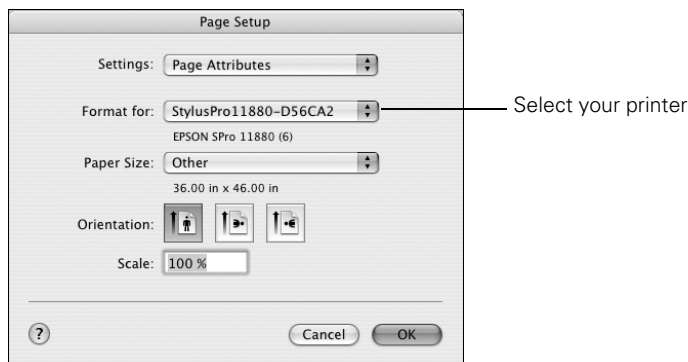 Page Setup
Settings: Page Attributes
Format for: StylusPro11880-D56CA2
Select your printer
EPSON SPro 11880 (6)
Paper Size: Other
36.00 in x 46.00 in
Orientation:
Scale: 100 %
? Cancel OK